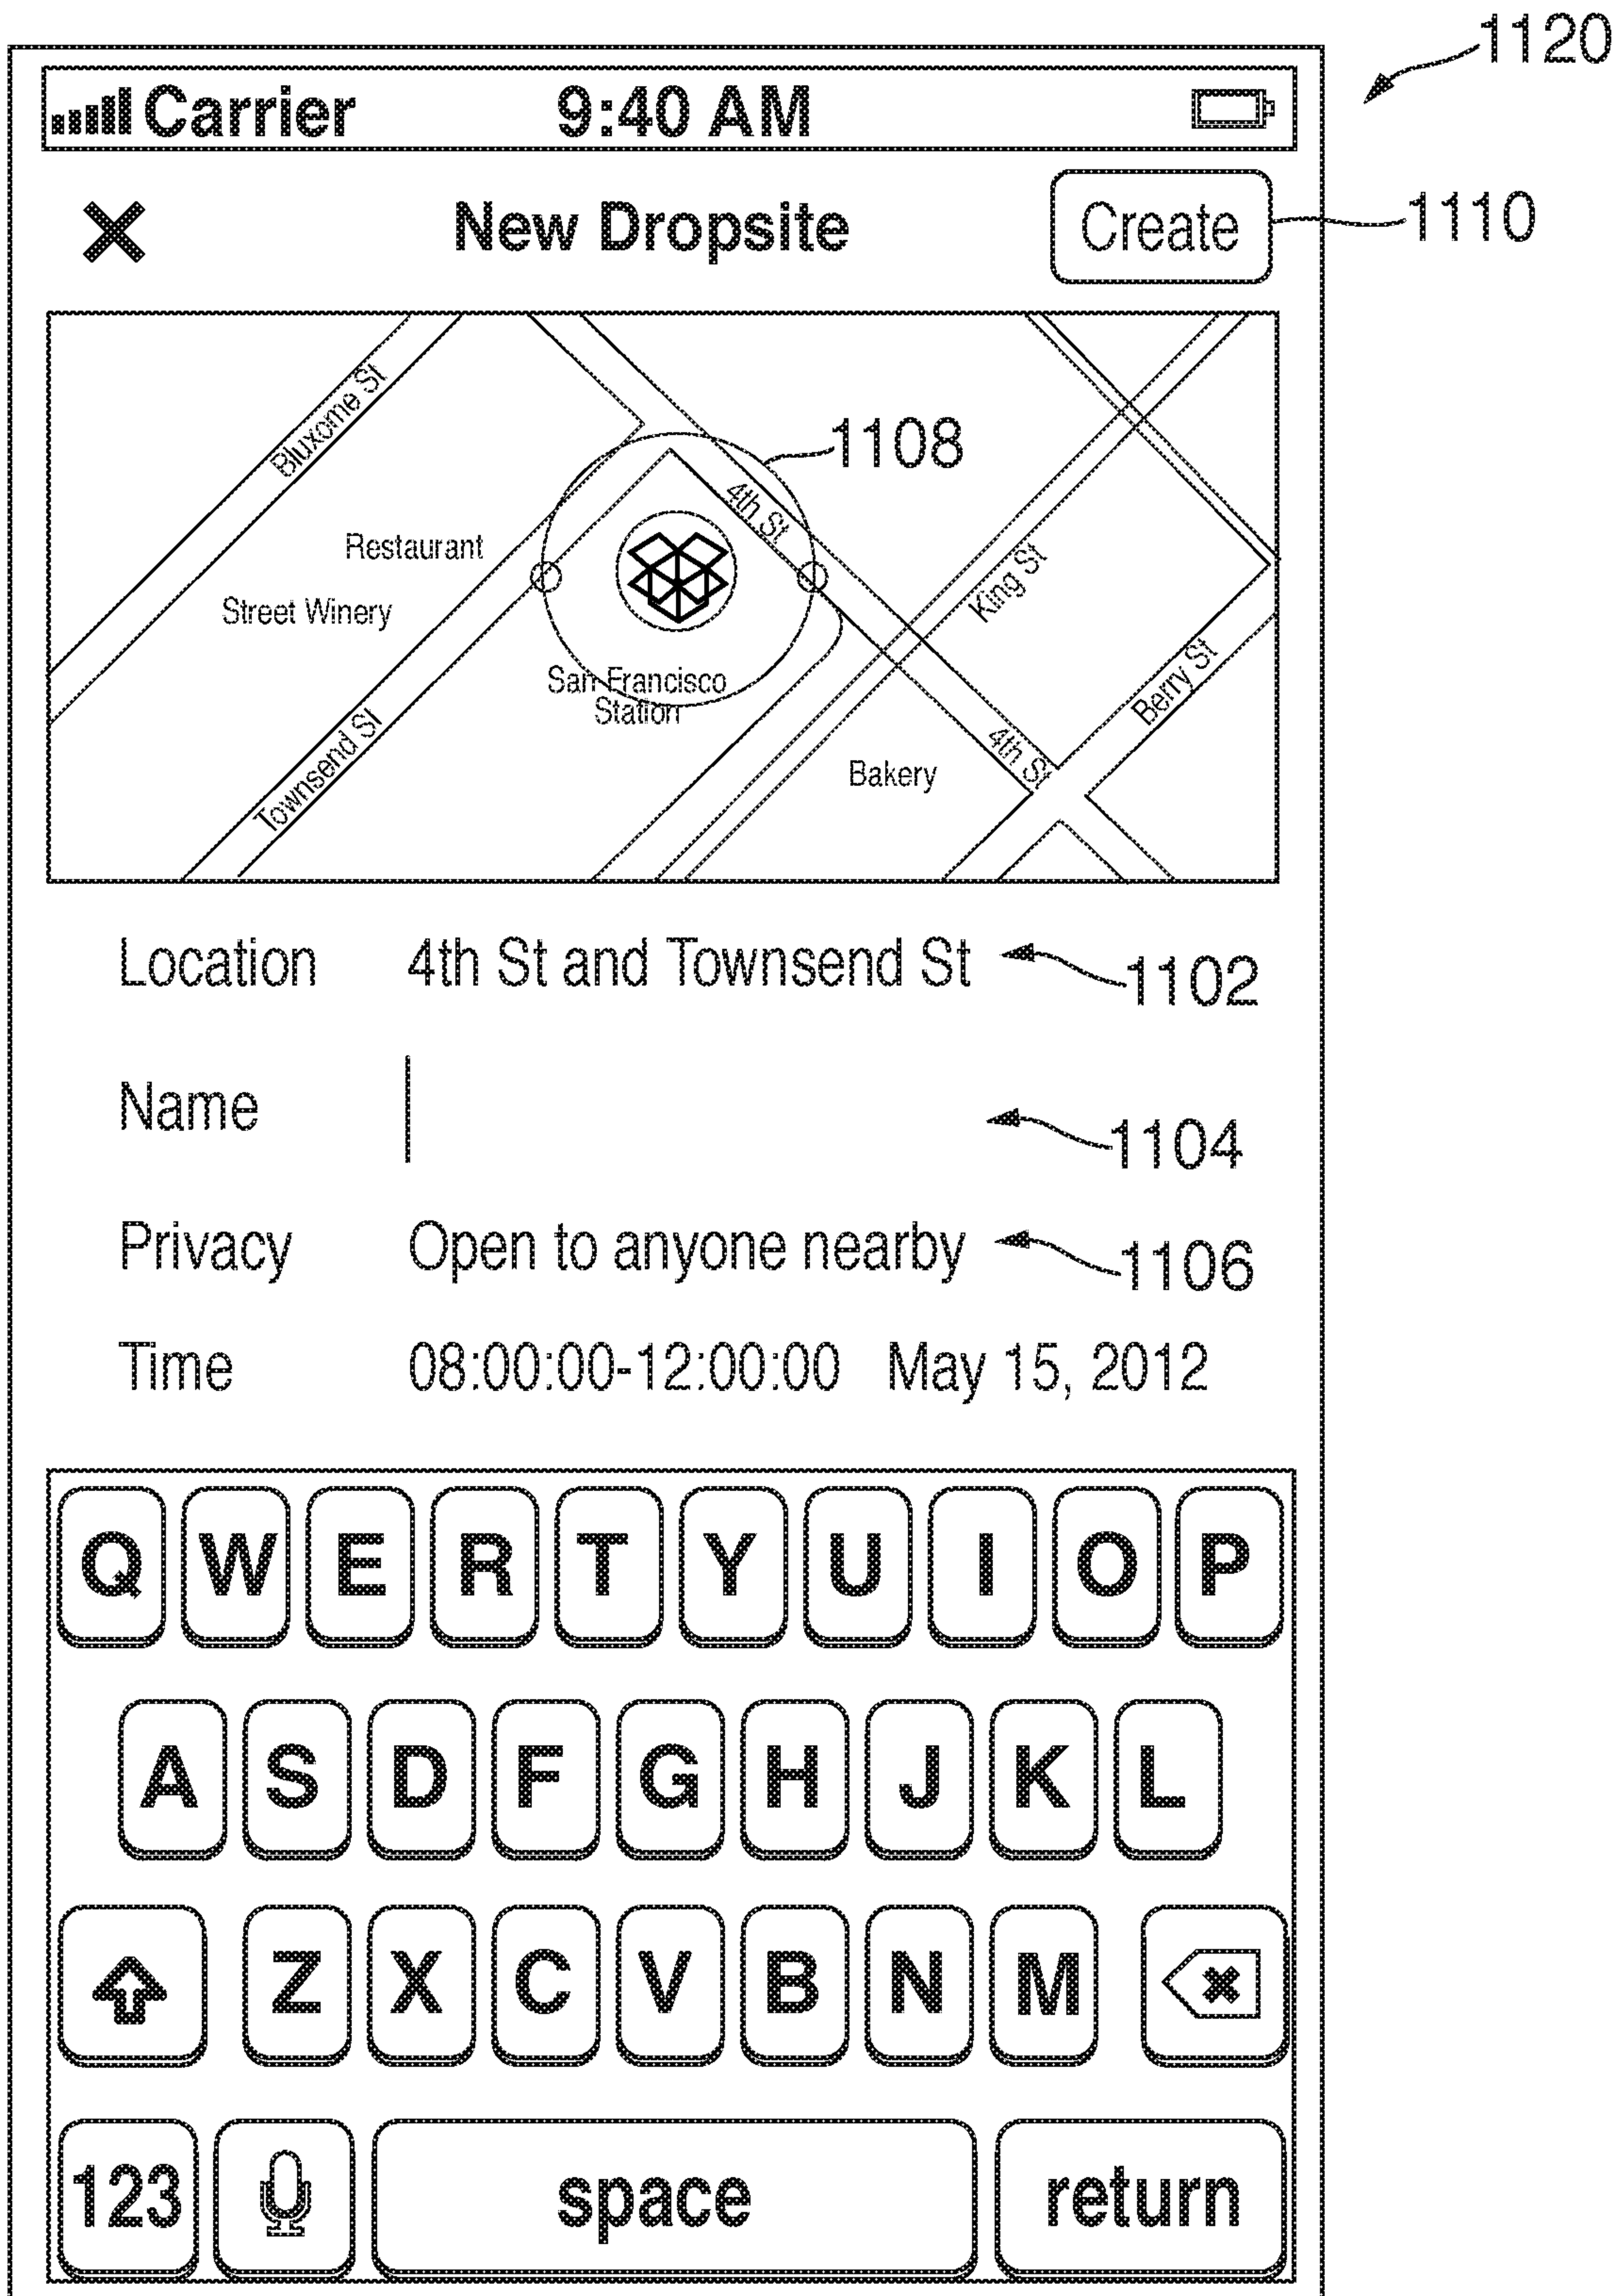 1120
Carrier 9:40 AM
New Dropsite Create 1110
Bluxome St
1108
4th St
Restaurant
King St
Street Winery
San Francisco
Station
Berry St
Townsend St
4th St
Bakery
Location 4th St and Townsend St 1102
Name 1104
Privacy Open to anyone nearby 1106
Time 08:00:00-12:00:00 May 15, 2012
Q W E R T Y U I O P
A S D F G H J K L
Z X C V B N M
123 space return